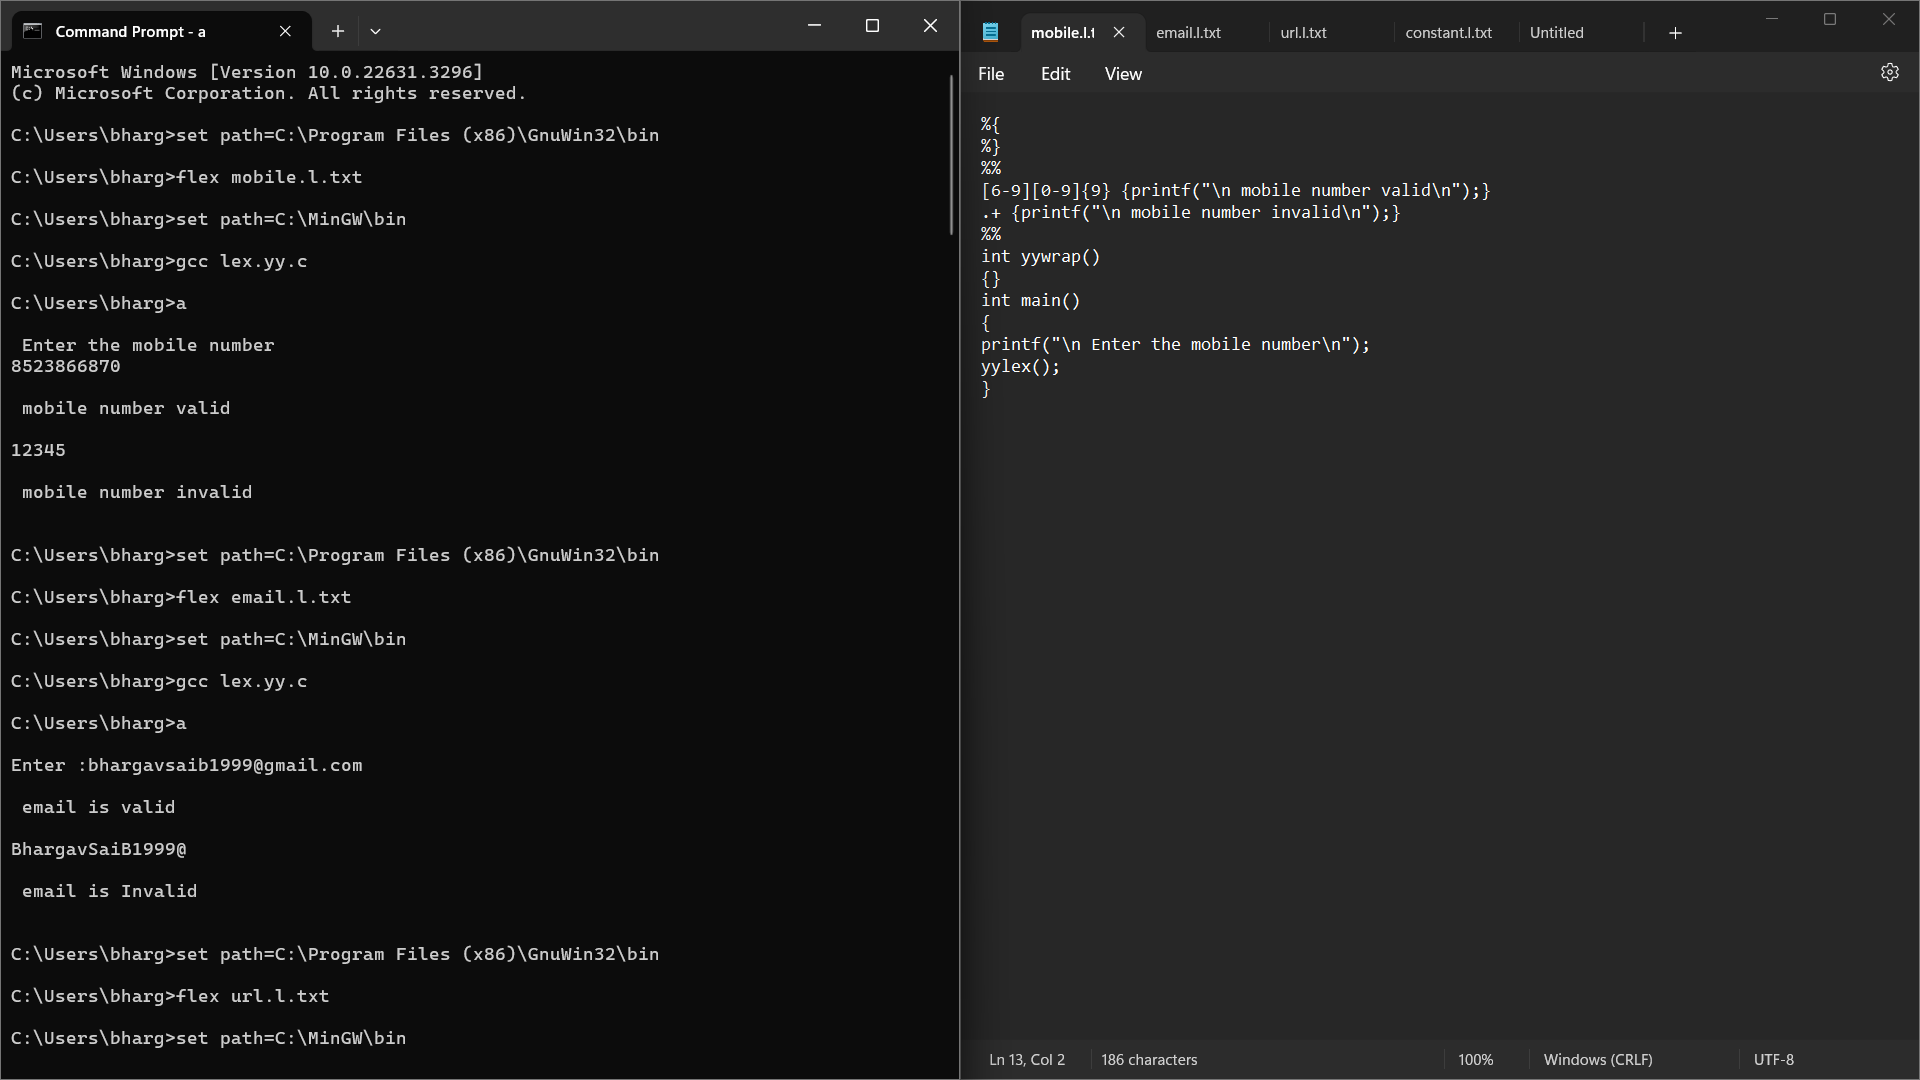 Command Prompt - a
Microsoft Windows [Version 10.0.22631.3296]
(c) Microsoft Corporation. All rights reserved.
C:\Users\bharg>set path=C:\Program Files (x86)\GnuWin32\bin
C:\Users\bharg>flex mobile.l.txt
C:\Users\bharg>set path=C:\MinGW\bin
C:\Users\bharg>gcc lex.yy.c
C:\Users\bharg>a
Enter the mobile number
8523866870
mobile number valid
12345
mobile number invalid
C:\Users\bharg>set path=C:\Program Files (x86)\GnuWin32\bin
C:\Users\bharg>flex email.l.txt
C:\Users\bharg>set path=C:\MinGW\bin
C:\Users\bharg>gcc lex.yy.c
C:\Users\bharg>a
Enter :bhargavsaib1999@gmail.com
email is valid
BhargavSaiB1999@
email is Invalid
C:\Users\bharg>set path=C:\Program Files (x86)\GnuWin32\bin
C:\Users\bharg>flex url.l.txt
C:\Users\bharg>set path=C:\MinGW\bin
mobile.l.t email.l.txt url.l.txt constant.l.txt Untitled
File Edit View
%{
%}
%%
[6-9][0-9]{9} {printf("\n mobile number valid\n");}
.+ {printf("\n mobile number invalid\n");}
%%
int yywrap()
{}
int main()
{
printf("\n Enter the mobile number\n");
yylex();
}
Ln 13, Col 2 186 characters 100% Windows (CRLF) UTF-8